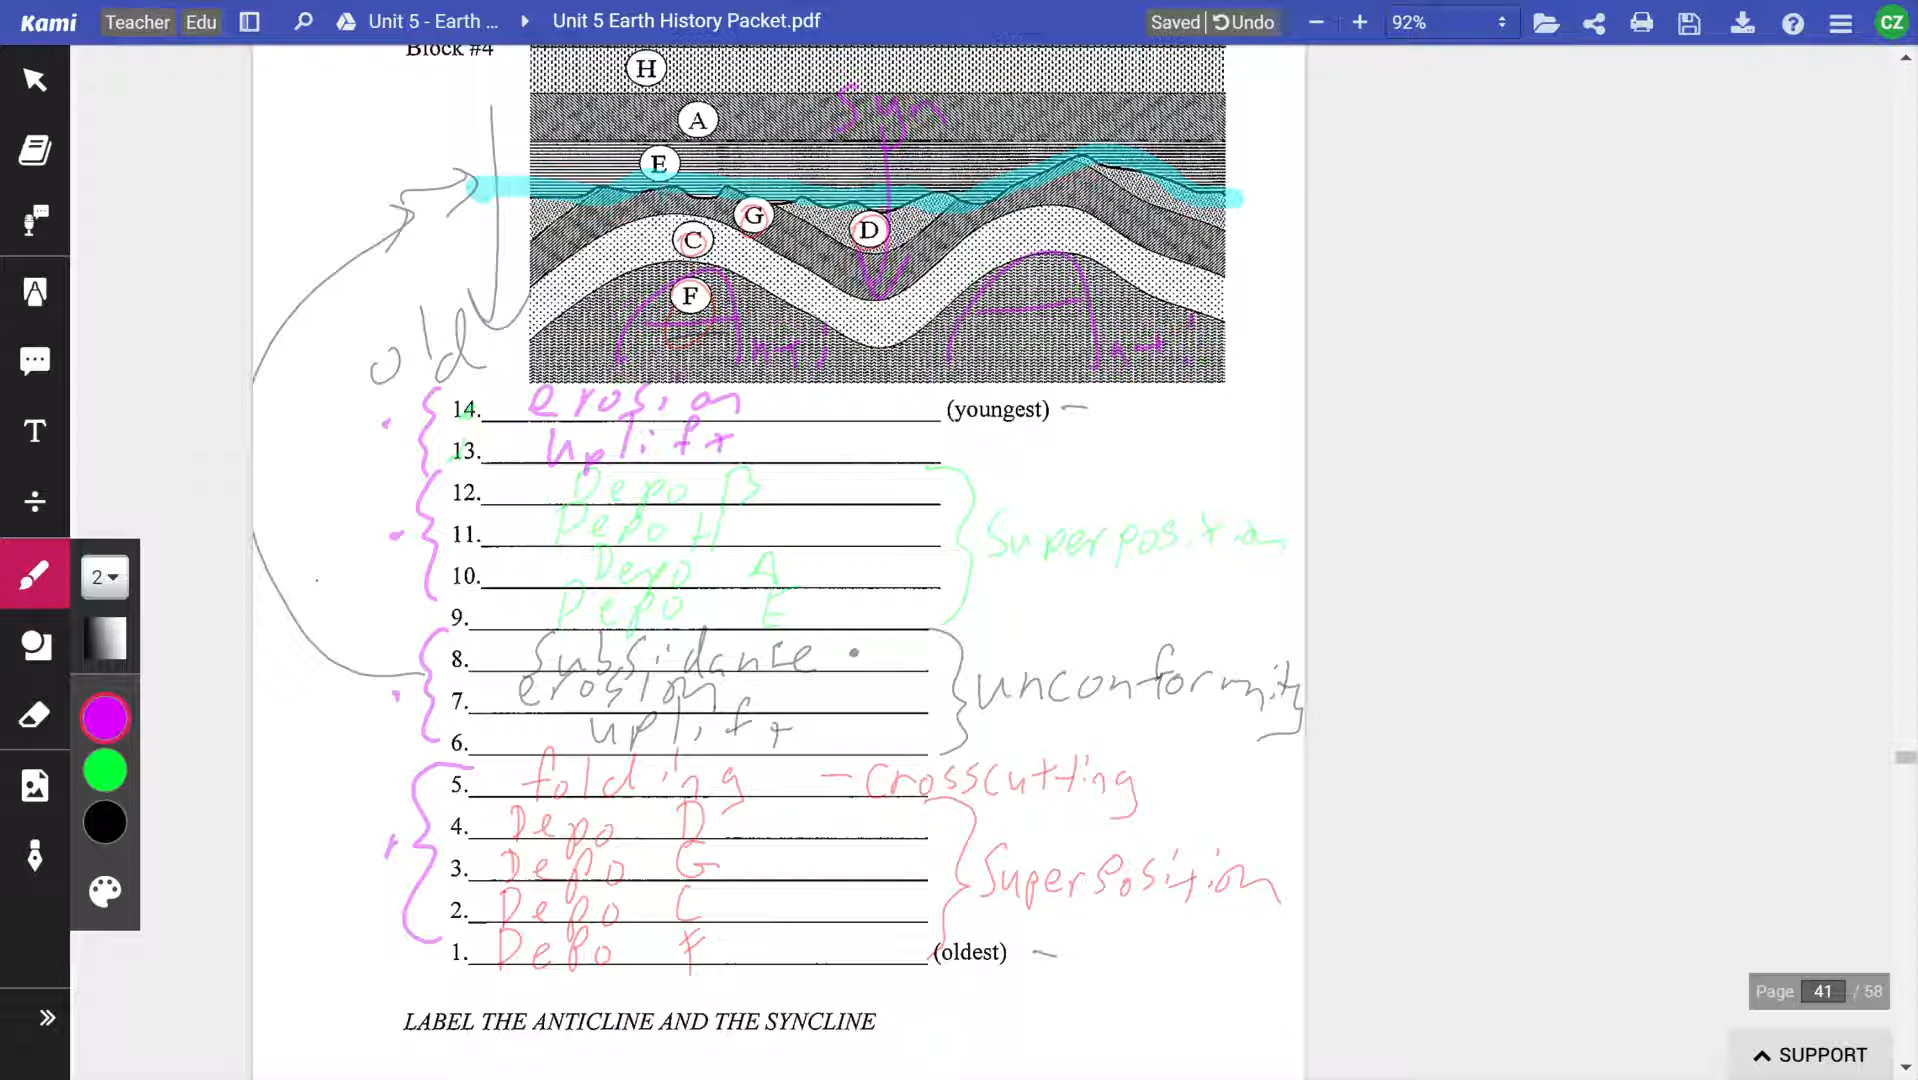 Kami Teacher Edu Unit 5 - Earth ... Unit 5 Earth History Packet.pdf Saved Undo 92% CZ
Block #4
H
A
Syn
E
G
D
C
F
old
14. erosion (youngest)
13. uplift
12. Depo B
11. Depo H
10. Depo A
Superposition
9. Depo E
8. subsidance
7. erosion
unconformity
6. uplift
5. folding - crosscutting
4. Depo D
3. Depo G
Superposition
2. Depo C
1. Depo F (oldest)
LABEL THE ANTICLINE AND THE SYNCLINE
T
2
Page 41 / 58
SUPPORT